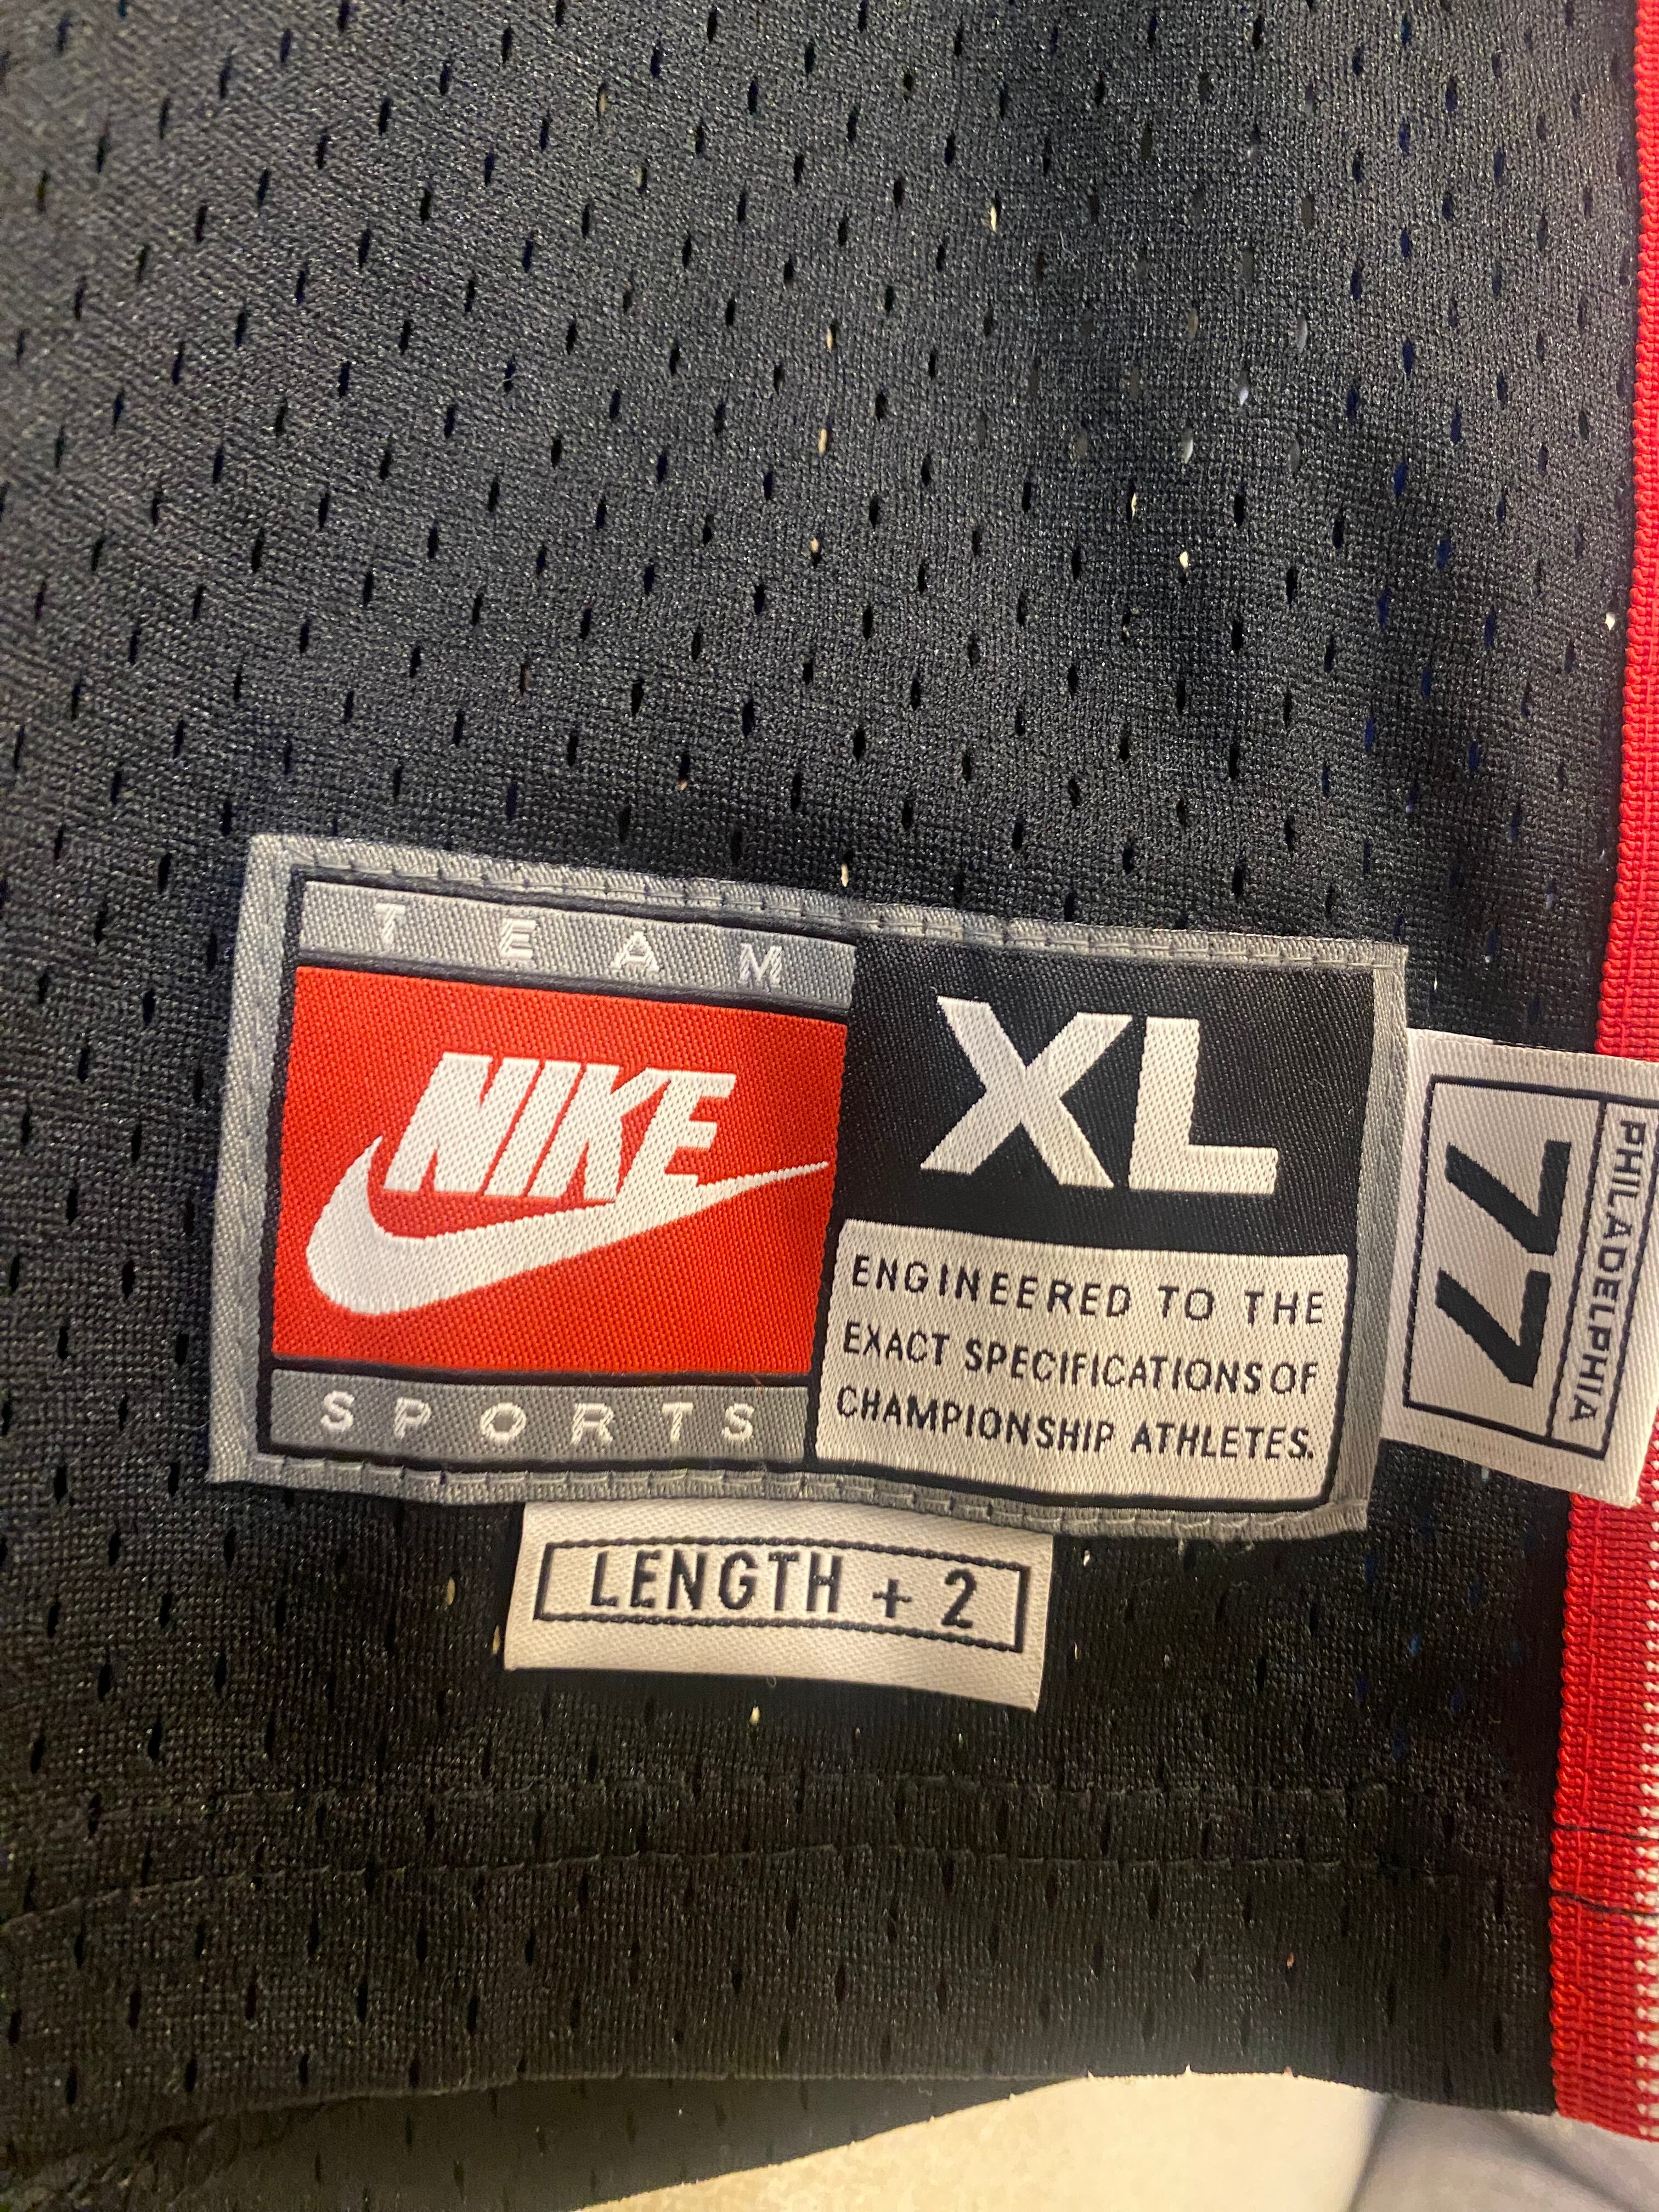 TEAM
NIKE
SPORTS
XL
ENGINEERED TO THE
EXACT SPECIFICATIONS OF
CHAMPIONSHIP ATHLETES.
LENGTH + 2
PHILADELPHIA
77